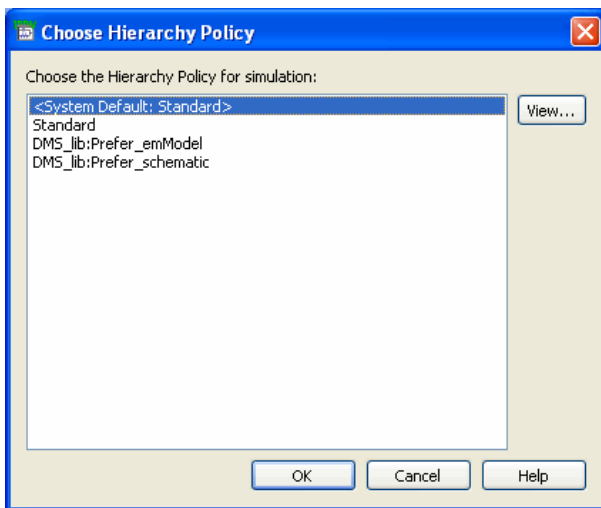 Choose Hierarchy Policy
Choose the Hierarchy Policy for simulation:
<System Default: Standard>
View...
Standard
DMS_lib:Prefer_emModel
DMS_lib:Prefer_schematic
OK
Cancel
Help